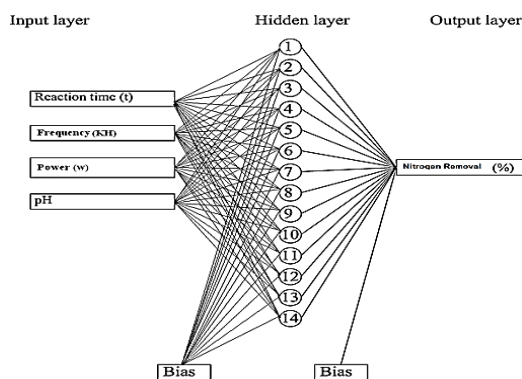 Input layer Hidden layer Output layer
Reaction time (t)
Frequency (KH)
Power (w)
pH
1
2
3
4
5
6
7
8
9
10
11
12
13
14
Nitrogen Removal (%)
Bias Bias